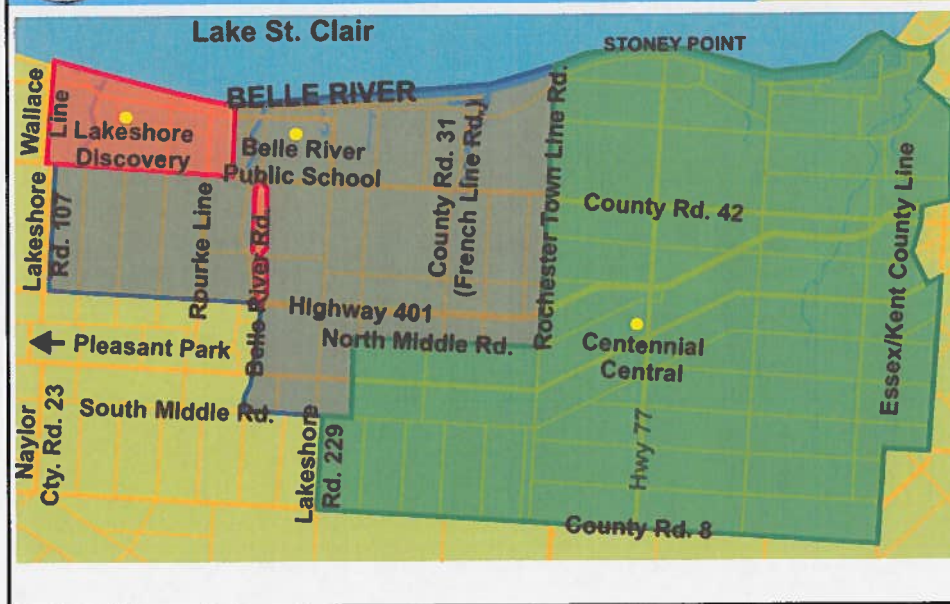 Lake St. Clair
STONEY POINT
BELLE RIVER
Wallace
Line
Lakeshore
Discovery
Belle River
Public School
County Rd. 31
(French Line Rd.)
Rochester Town Line Rd.
County Rd. 42
Essex/Kent County Line
Lakeshore
Rd. 107
Rourke Line
Belle River Rd.
Highway 401
North Middle Rd.
Centennial
Central
Pleasant Park
South Middle Rd.
Naylor
Cty. Rd. 23
Lakeshore
Rd. 229
Hwy 77
County Rd. 8